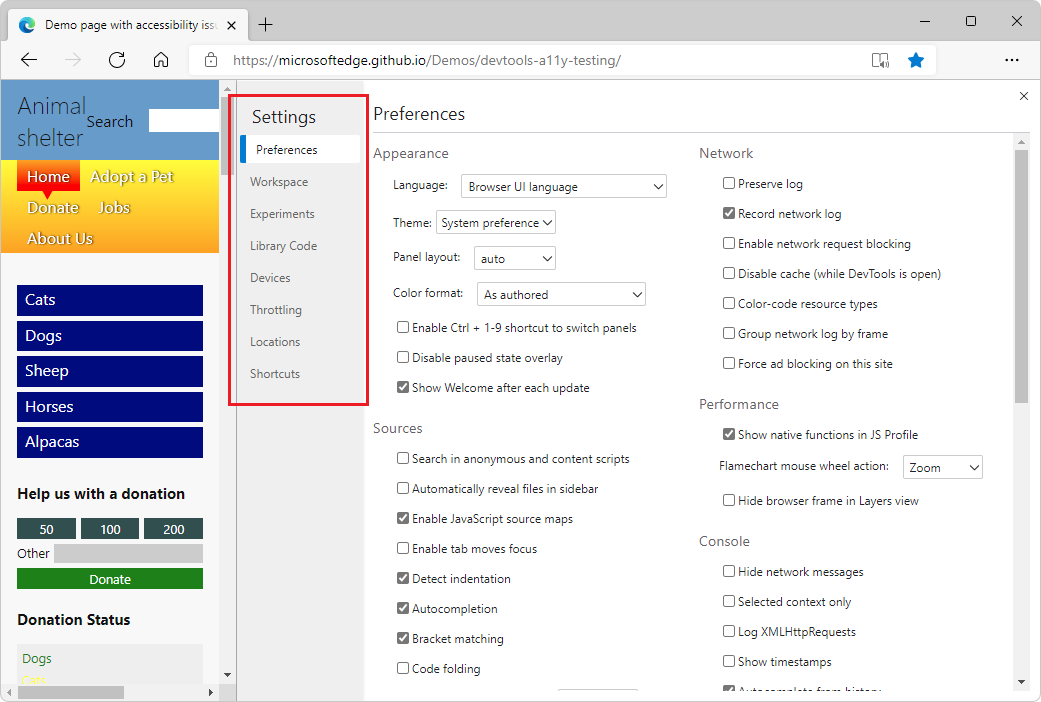 Demo page with accessibility issu
https://microsoftedge.github.io/Demos/devtools-a11y-testing/
Animal
shelter
Search
Home
Adopt a Pet
Donate
Jobs
About Us
Cats
Dogs
Sheep
Horses
Alpacas
Help us with a donation
50
100
200
Other
Donate
Donation Status
Dogs
Cats
Settings
Preferences
Workspace
Experiments
Library Code
Devices
Throttling
Locations
Shortcuts
Preferences
Appearance
Language: Browser UI language
Theme: System preference
Panel layout: auto
Color format: As authored
Enable Ctrl + 1-9 shortcut to switch panels
Disable paused state overlay
Show Welcome after each update
Sources
Search in anonymous and content scripts
Automatically reveal files in sidebar
Enable JavaScript source maps
Enable tab moves focus
Detect indentation
Autocompletion
Bracket matching
Code folding
Network
Preserve log
Record network log
Enable network request blocking
Disable cache (while DevTools is open)
Color-code resource types
Group network log by frame
Force ad blocking on this site
Performance
Show native functions in JS Profile
Flamechart mouse wheel action: Zoom
Hide browser frame in Layers view
Console
Hide network messages
Selected context only
Log XMLHttpRequests
Show timestamps
Autocomplete from history